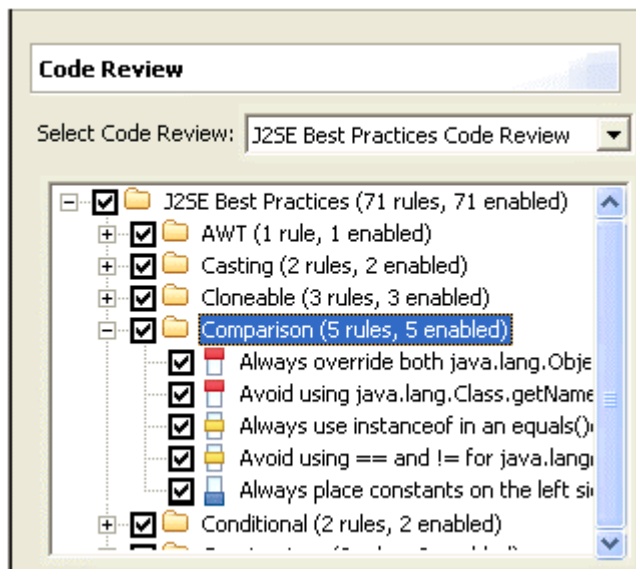 Code Review
Select Code Review: J2SE Best Practices Code Review
J2SE Best Practices (71 rules, 71 enabled)
AWT (1 rule, 1 enabled)
Casting (2 rules, 2 enabled)
Cloneable (3 rules, 3 enabled)
Comparison (5 rules, 5 enabled)
Always override both java.lang.Obje
Avoid using java.lang.Class.getName
Always use instanceof in an equals()
Avoid using == and != for java.lang
Always place constants on the left si
Conditional (2 rules, 2 enabled)